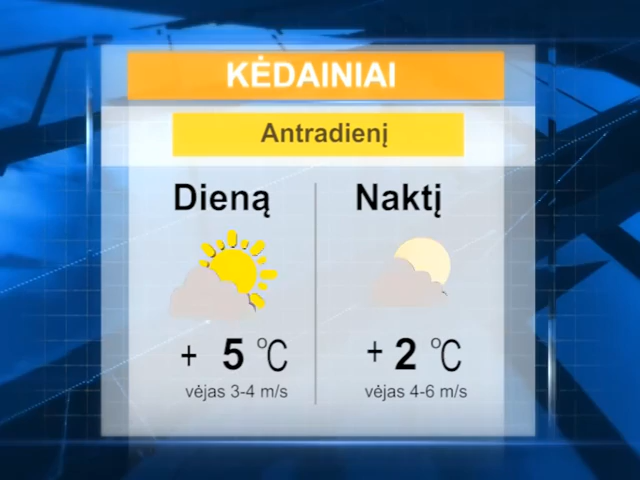 KĖDAINIAI
Antradienį
Dieną
Naktį
+ 5 °C
+ 2 °C
vėjas 3-4 m/s
vėjas 4-6 m/s